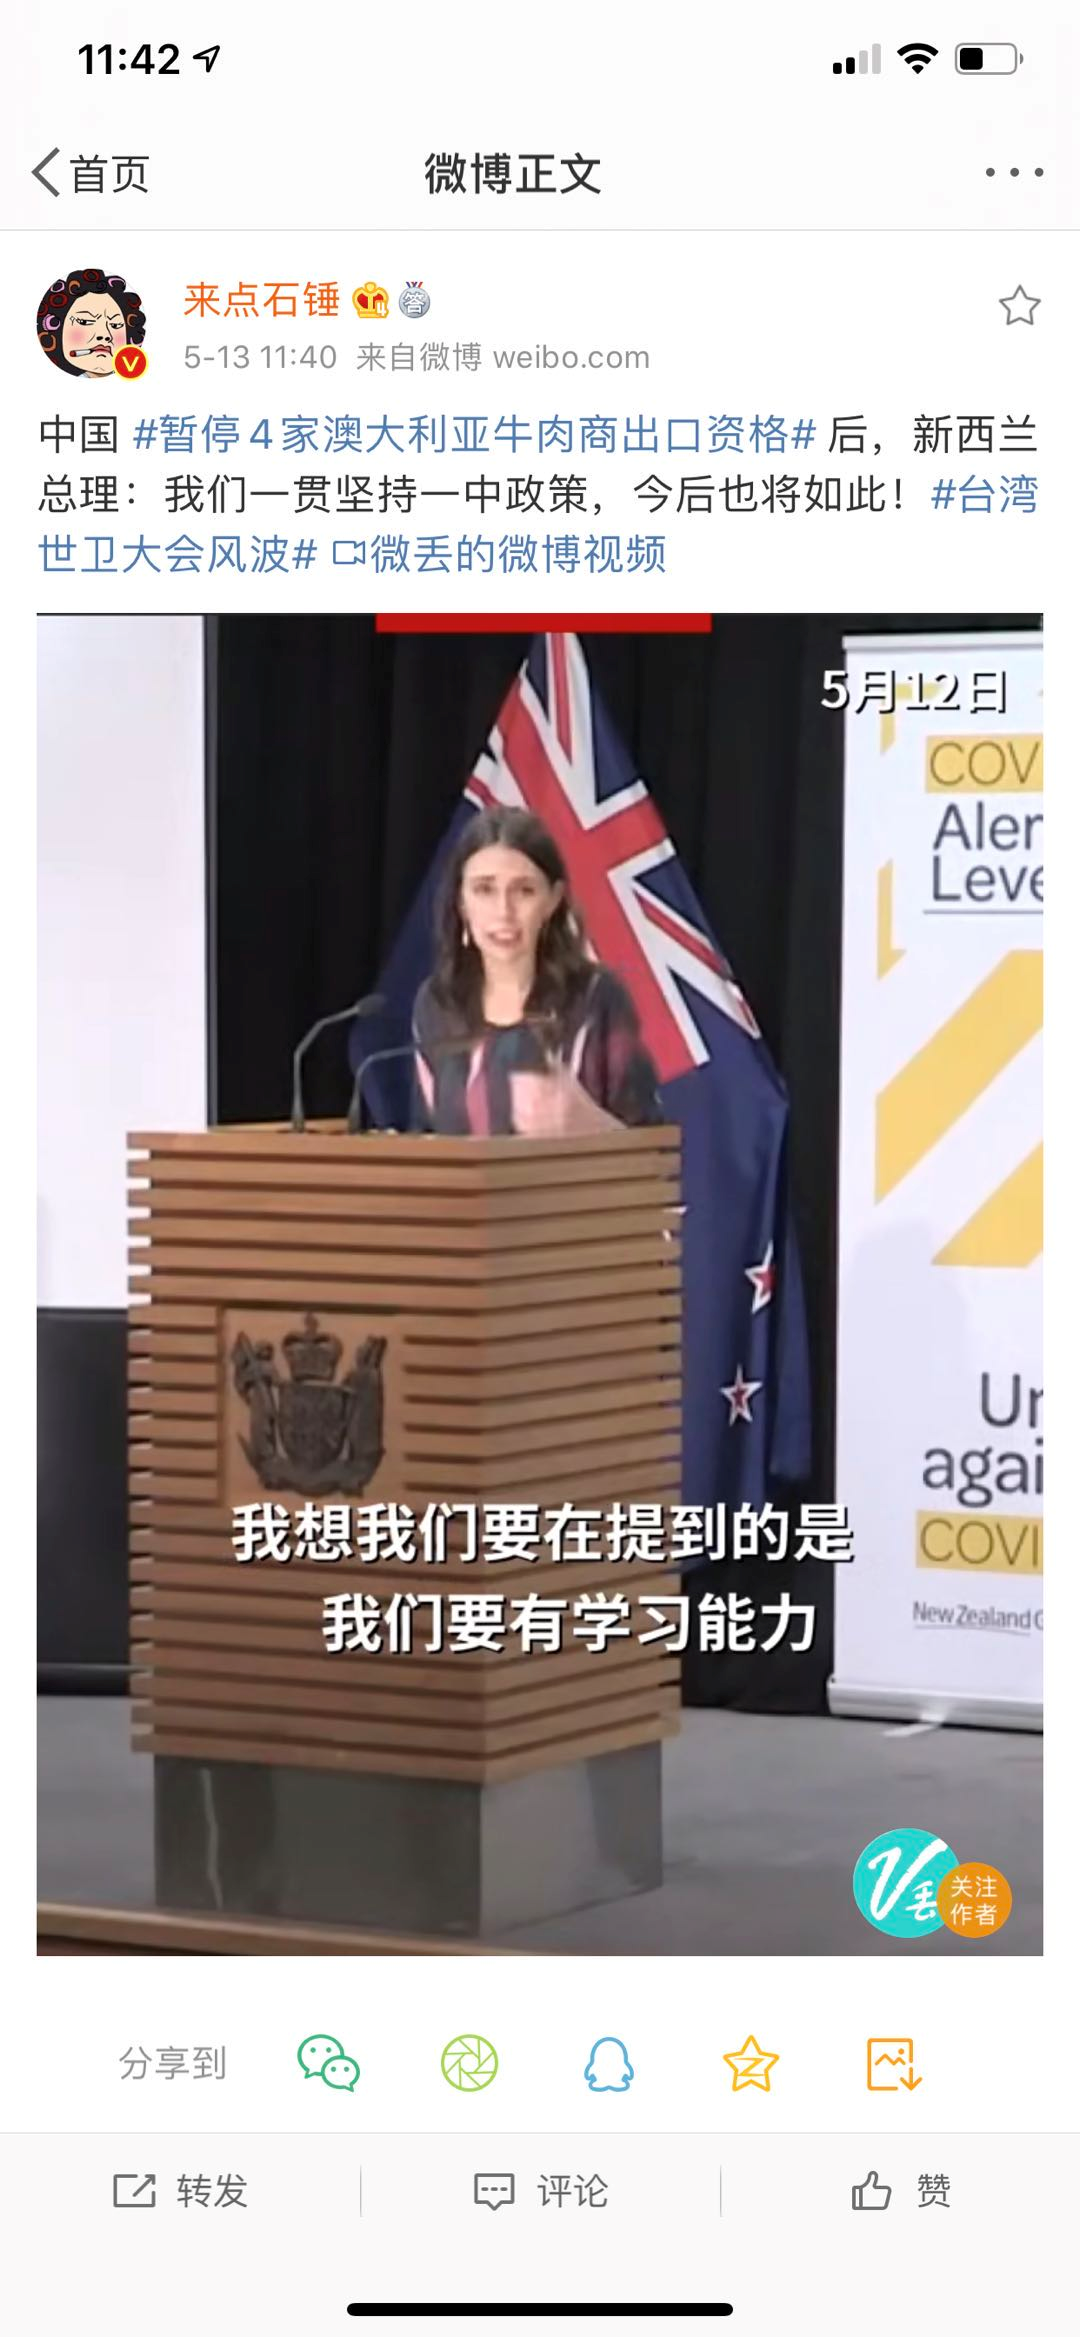 11:42
首页
微博正文
来点石锤
答
5-13 11:40 来自微博 weibo.com
中国 #暂停4家澳大利亚牛肉商出口资格# 后，新西兰
总理：我们一贯坚持一中政策，今后也将如此！#台湾
世卫大会风波# 微丢的微博视频
5月12日
COV
Aler
Leve
我想我们要在提到的是
我们要有学习能力
Un
agai
COVI
New Zealand G
V丢
关注
作者
分享到
转发
评论
赞